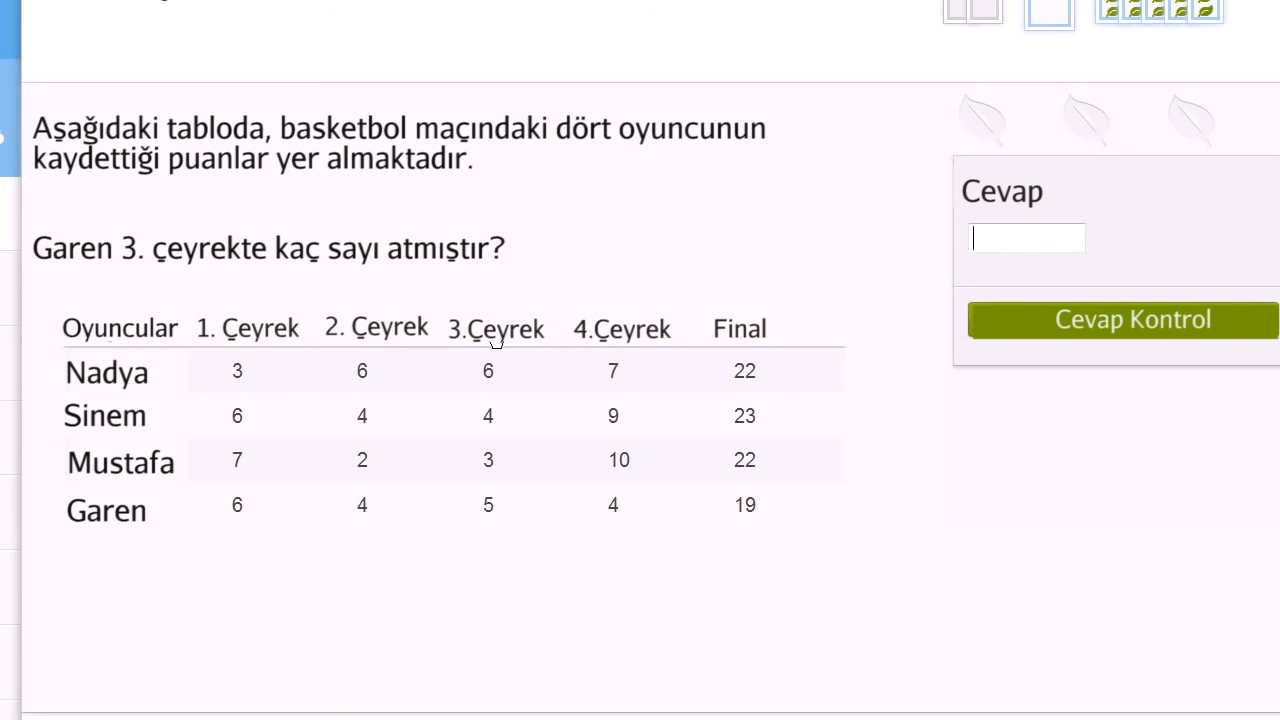 Aşağıdaki tabloda, basketbol maçındaki dört oyuncunun
kaydettiği puanlar yer almaktadır.
Garen 3. çeyrekte kaç sayı atmıştır?
Oyuncular 1. Çeyrek 2. Çeyrek 3.Çeyrek 4.Çeyrek Final
Nadya 3 6 6 7 22
Sinem 6 4 4 9 23
Mustafa 7 2 3 10 22
Garen 6 4 5 4 19
Cevap
Cevap Kontrol